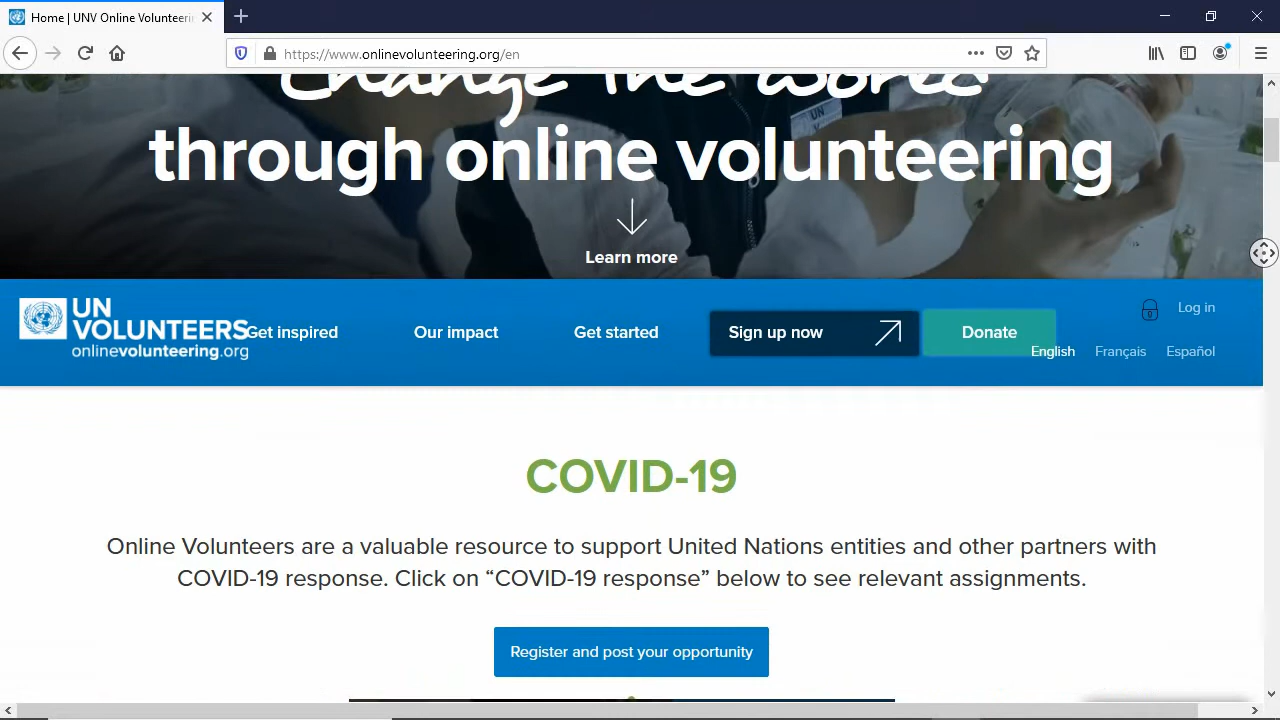 Home | UNV Online Volunteeri
https://www.onlinevolunteering.org/en
Change the world
through online volunteering
Learn more
UN
VOLUNTEERS
onlinevolunteering.org
Get inspired
Our impact
Get started
Sign up now
Donate
Log in
English
Français
Español
COVID-19
Online Volunteers are a valuable resource to support United Nations entities and other partners with
COVID-19 response. Click on “COVID-19 response” below to see relevant assignments.
Register and post your opportunity